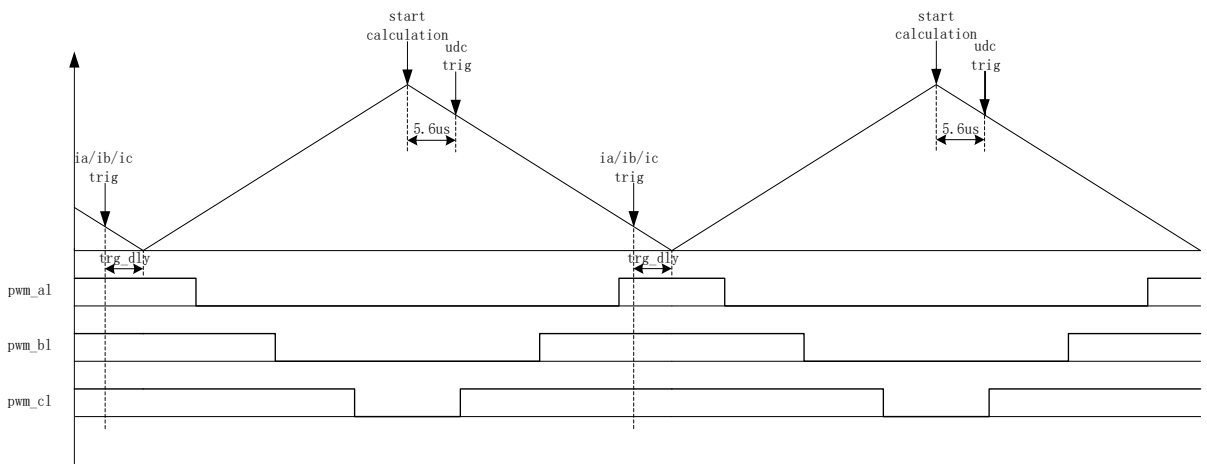 start
calculation
udc
trig
5.6us
ia/ib/ic
trig
trg_dly
start
calculation
udc
trig
5.6us
ia/ib/ic
trig
trg_dly
pwm_al
pwm_bl
pwm_cl